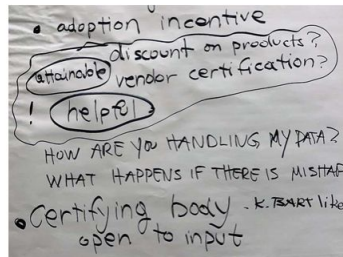 • adoption incentive
discount on products?
attainable vendor certification?
! helpful
HOW ARE YOU HANDLING MY DATA?
WHAT HAPPENS IF THERE IS MISHAP
• Certifying body - K. BART like
open to input